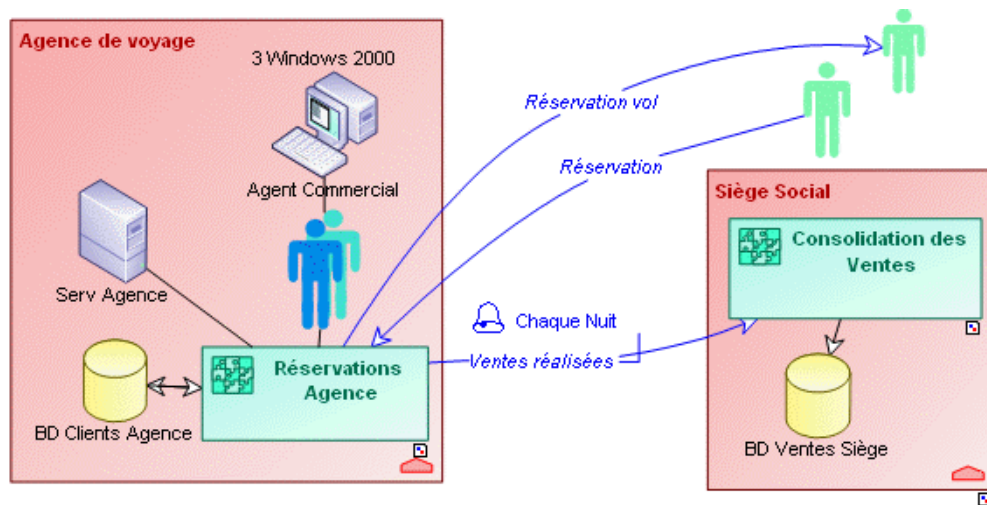 Agence de voyage
3 Windows 2000
Agent Commercial
Serv Agence
BD Clients Agence
Réservations
Agence
Réservation vol
Réservation
Chaque Nuit
Ventes réalisées
Siège Social
Consolidation des
Ventes
BD Ventes Siège